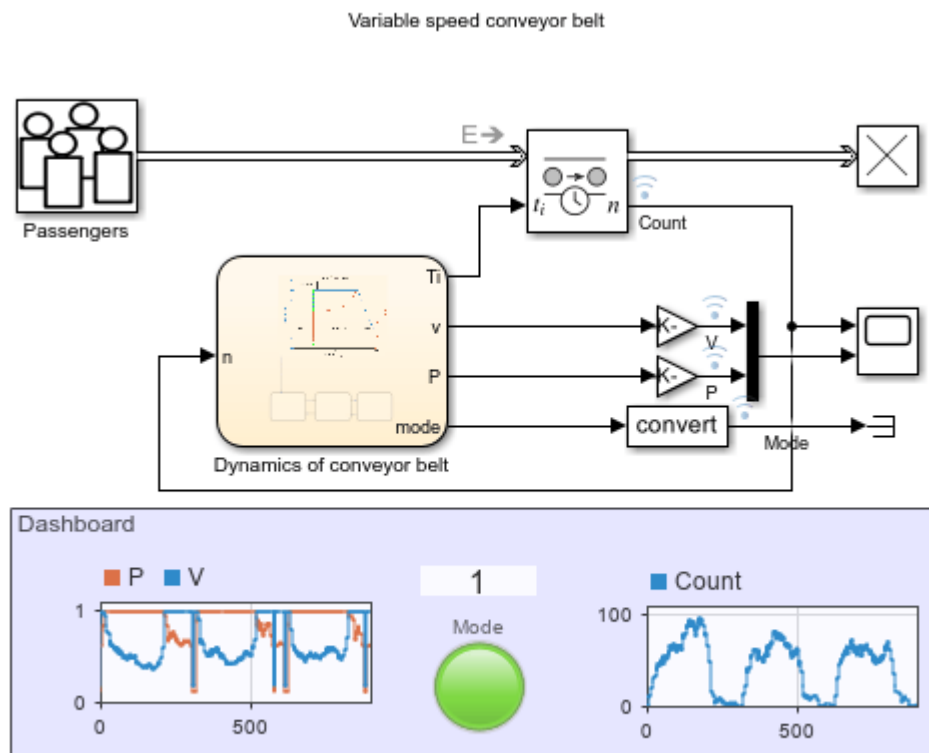 Variable speed conveyor belt
E
Passengers
ti
n
Count
Ti
n
v
K-
V
P
K-
P
mode
convert
Mode
Dynamics of conveyor belt
Dashboard
P V
1
Count
Mode
1
0
0 500
100
0
0 500